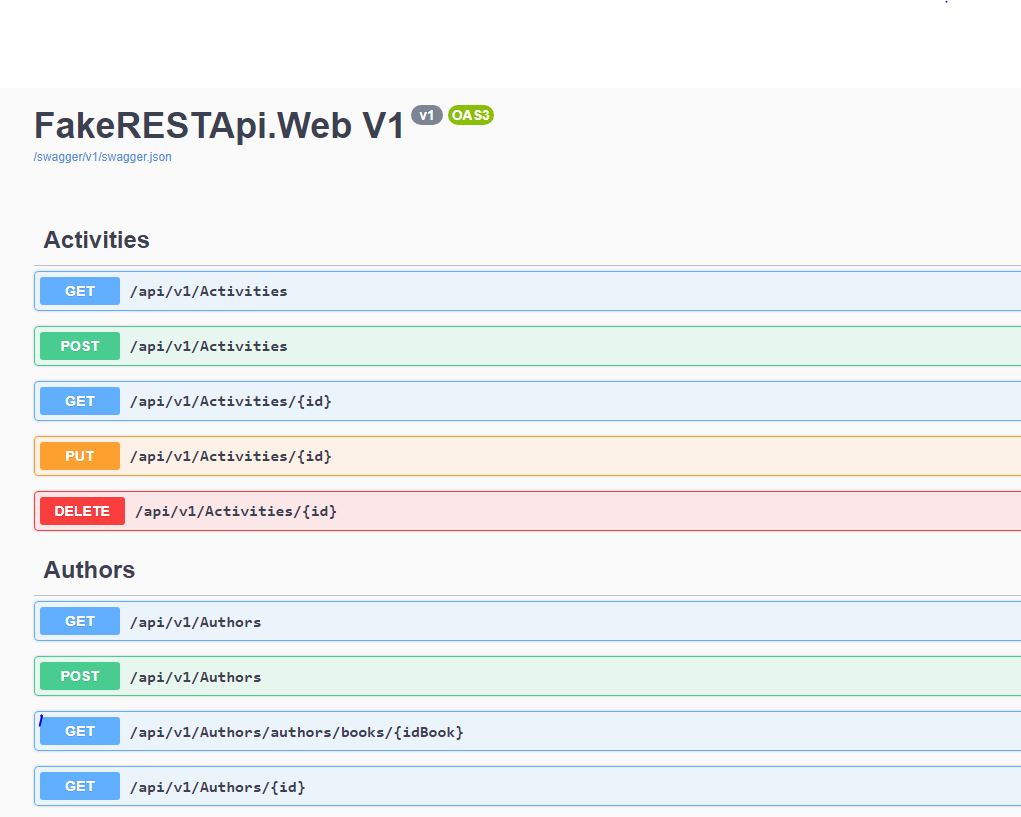 FakeRESTApi.Web V1 v1 OAS3
/swagger/v1/swagger.json
Activities
GET /api/v1/Activities
POST /api/v1/Activities
GET /api/v1/Activities/{id}
PUT /api/v1/Activities/{id}
DELETE /api/v1/Activities/{id}
Authors
GET /api/v1/Authors
POST /api/v1/Authors
GET /api/v1/Authors/authors/books/{idBook}
GET /api/v1/Authors/{id}